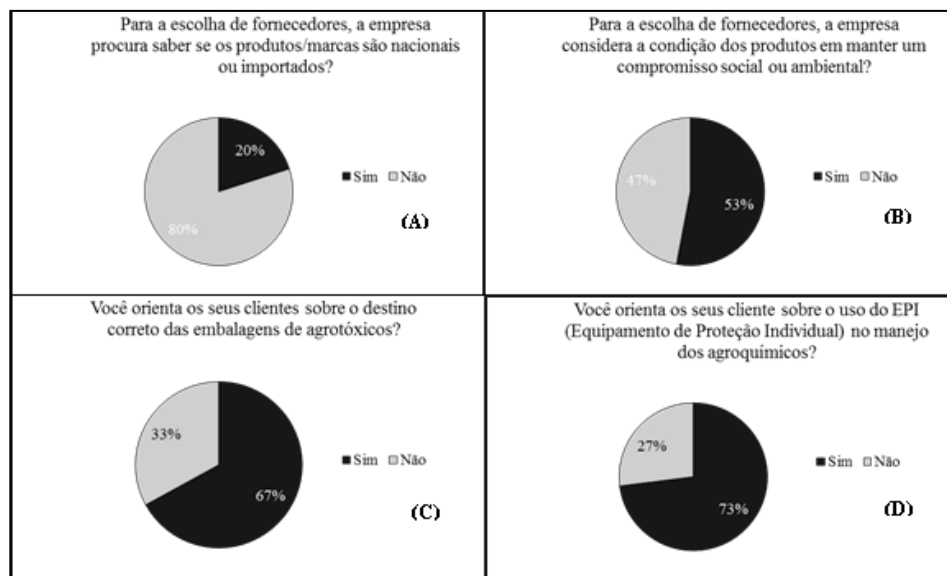 Para a escolha de fornecedores, a empresa
procura saber se os produtos/marcas são nacionais
ou importados?
20%
80%
Sim Não
(A)
Para a escolha de fornecedores, a empresa
considera a condição dos produtos em manter um
compromisso social ou ambiental?
47%
53%
Sim Não
(B)
Você orienta os seus clientes sobre o destino
correto das embalagens de agrotóxicos?
33%
67%
Sim Não
(C)
Você orienta os seus cliente sobre o uso do EPI
(Equipamento de Proteção Individual) no manejo
dos agroquímicos?
27%
73%
Sim Não
(D)